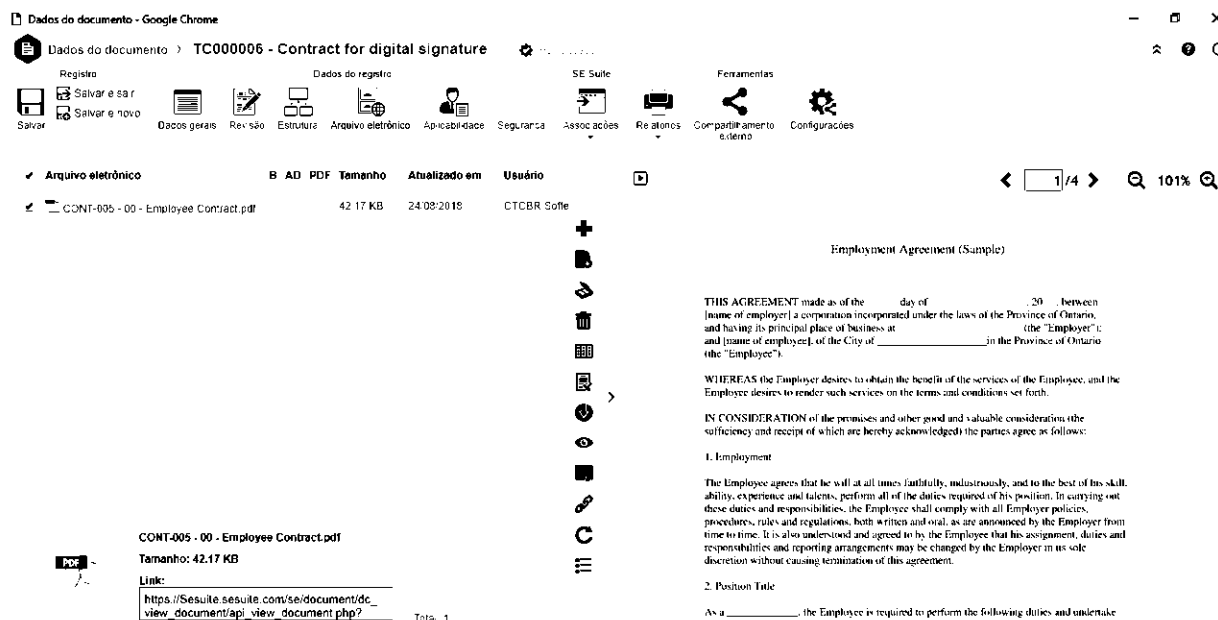 Dados do documento - Google Chrome
Dados do documento > TC000006 - Contract for digital signature
Registro
Dados do registro
SE Suite
Ferramentas
Salvar
Salvar e sair
Salvar e novo
Dados gerais
Revisão
Estrutura
Arquivo eletrônico
Aplicabilidade
Segurança
Associações
Relatórios
Compartilhamento
externo
Configurações
Arquivo eletrônico B AD PDF Tamanho Atualizado em Usuário
CONT-005 - 00 - Employee Contract.pdf 42.17 KB 24/08/2018 CTCBR Softe
1/4
101%
CONT-005 - 00 - Employee Contract.pdf
PDF
Tamanho: 42.17 KB
Link:
https://Sesuite.sesuite.com/se/document/dc_
view_document/api_view_document.php?
Total 1
Employment Agreement (Sample)
THIS AGREEMENT made as of the ____ day of ____, 20__, between
[name of employer] a corporation incorporated under the laws of the Province of Ontario,
and having its principal place of business at ____ (the "Employer");
and [name of employee], of the City of ____ in the Province of Ontario
(the "Employee").
WHEREAS the Employer desires to obtain the benefit of the services of the Employee, and the
Employee desires to render such services on the terms and conditions set forth.
IN CONSIDERATION of the promises and other good and valuable consideration (the
sufficiency and receipt of which are hereby acknowledged) the parties agree as follows:
1. Employment
The Employee agrees that he will at all times faithfully, industriously, and to the best of his skill,
ability, experience and talents, perform all of the duties required of his position. In carrying out
these duties and responsibilities, the Employee shall comply with all Employer policies,
procedures, rules and regulations, both written and oral, as are announced by the Employer from
time to time. It is also understood and agreed to by the Employee that his assignment, duties and
responsibilities and reporting arrangements may be changed by the Employer in its sole
discretion without causing termination of this agreement.
2. Position Title
As a ____, the Employee is required to perform the following duties and undertake